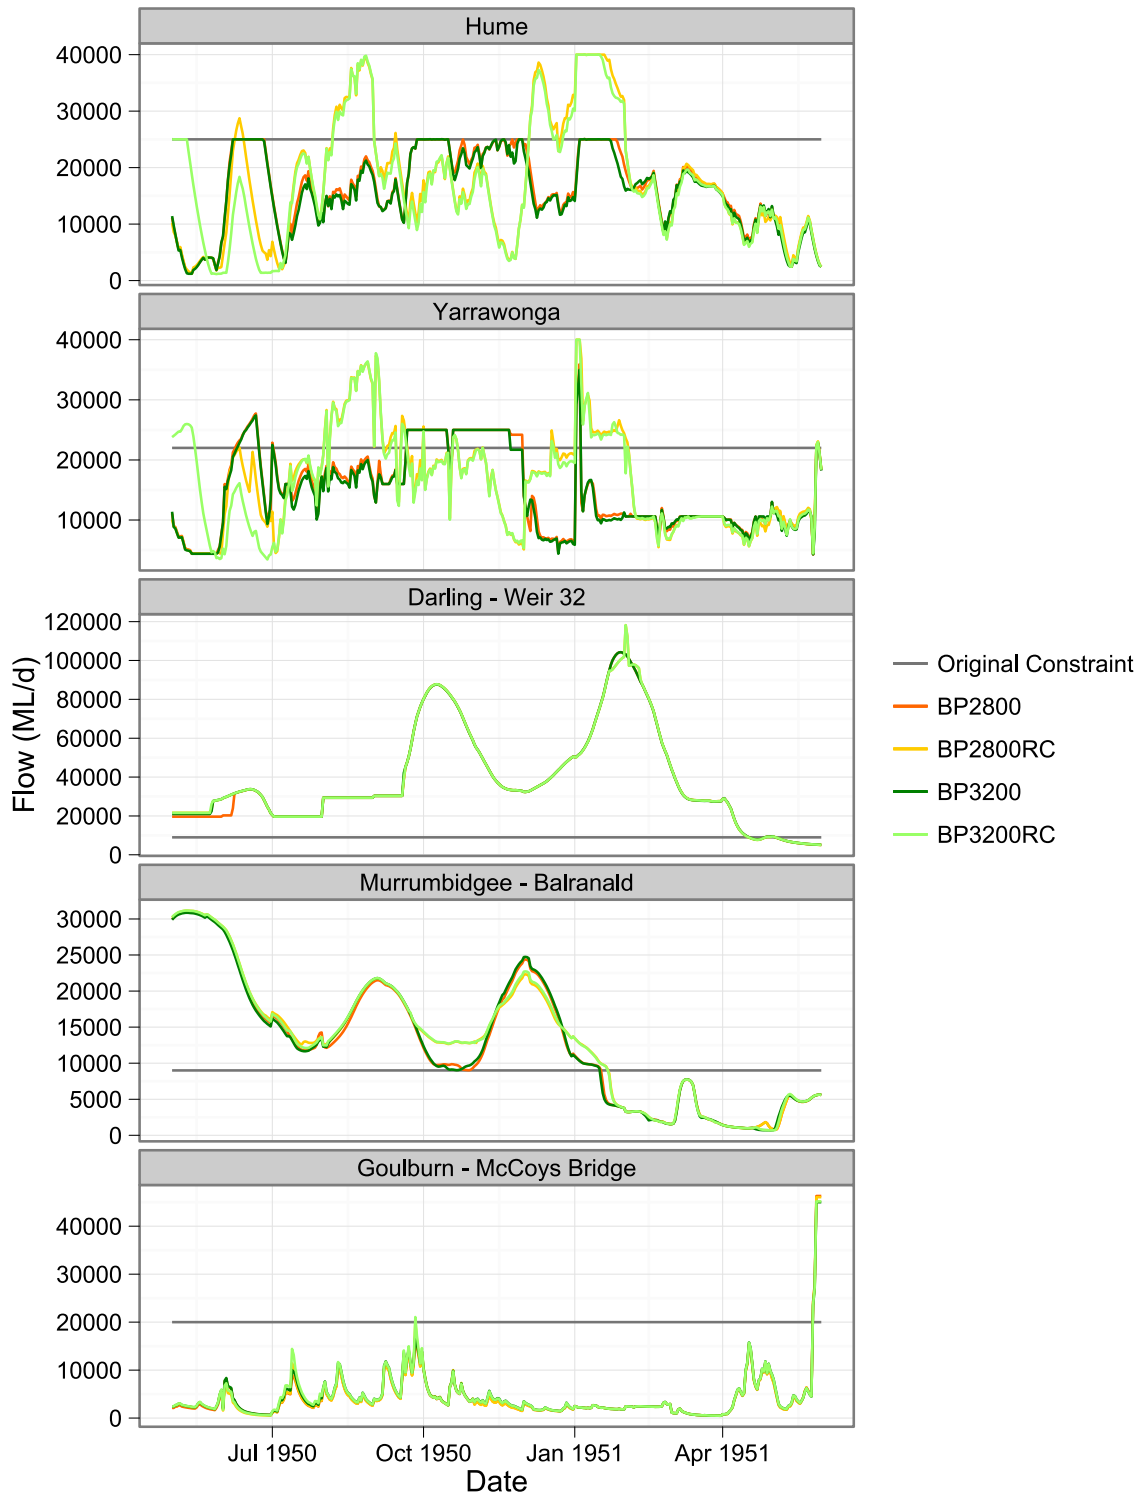 Hume
40000
30000
20000
10000
0
Yarrawonga
40000
30000
20000
10000
Darling - Weir 32
120000
100000
80000
60000
40000
20000
0
Murrumbidgee - Balranald
30000
25000
20000
15000
10000
5000
0
Goulburn - McCoys Bridge
40000
30000
20000
10000
0
Jul 1950 Oct 1950 Jan 1951 Apr 1951
Date
Flow (ML/d)
Original Constraint
BP2800
BP2800RC
BP3200
BP3200RC